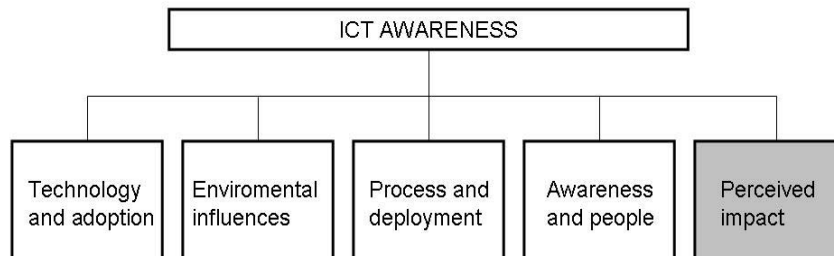 ICT AWARENESS
Technology
and adoption
Enviromental
influences
Process and
deployment
Awareness
and people
Perceived
impact